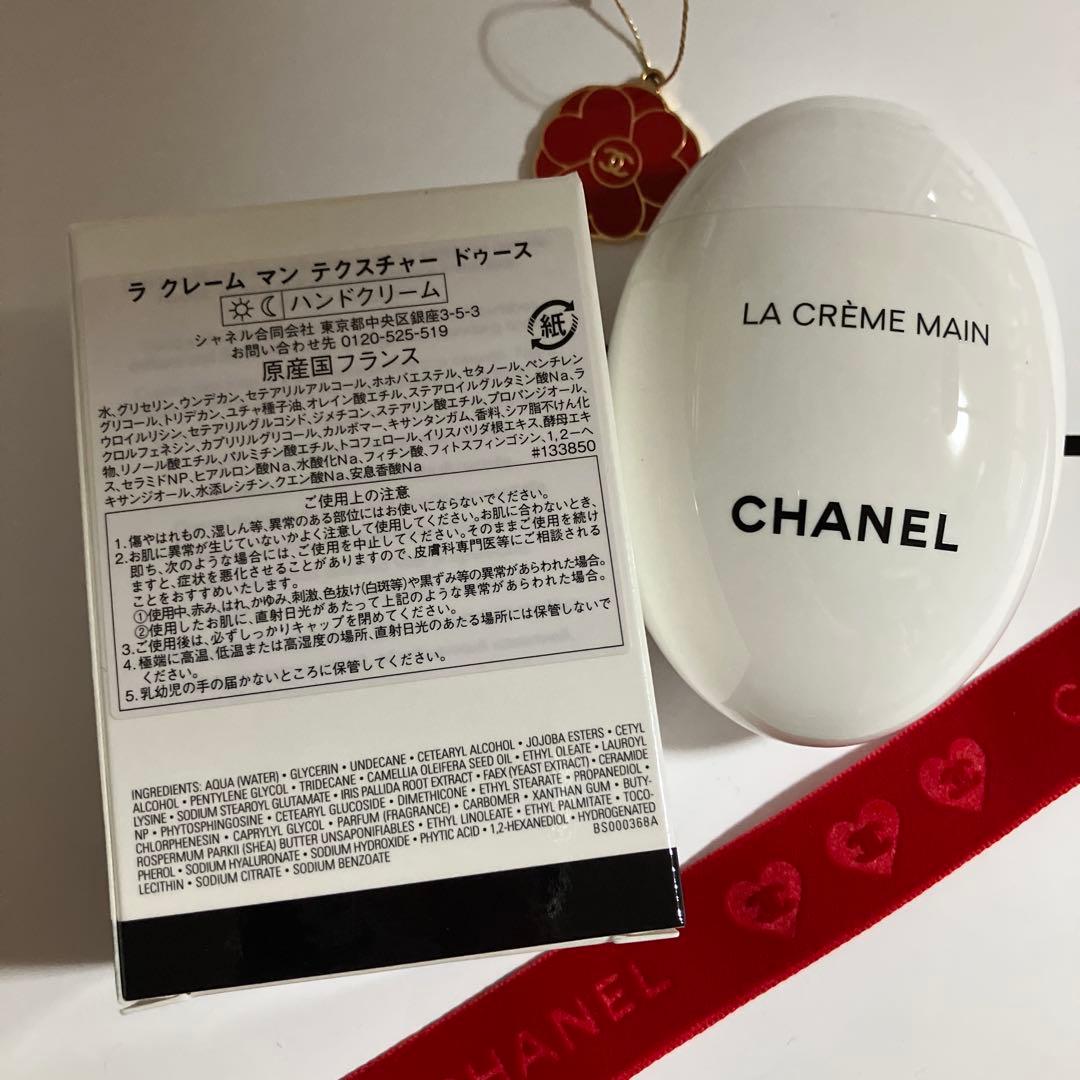 ラ クレーム マン テクスチャー ドゥース
ハンドクリーム
シャネル合同会社 東京都中央区銀座3-5-3
お問い合わせ先 0120-525-519
原産国フランス
紙
水、グリセリン、ウンデカン、セテアリルアルコール、ホホバエステル、セタノール、ペンチレン
グリコール、トリデカン、ユチャ種子油、オレイン酸エチル、ステアロイルグルタミン酸Na、ラ
ウロイルリシン、セテアリルグルコシド、ジメチコン、ステアリン酸エチル、プロパンジオール、
クロルフェネシン、カプリリルグリコール、カルボマー、キサンタンガム、香料、シア脂不けん化
物、リノール酸エチル、パルミチン酸エチル、トコフェロール、イリスパリダ根エキス、酵母エキ
ス、セラミドNP、ヒアルロン酸Na、水酸化Na、フィチン酸、フィトスフィンゴシン、1,2-ヘ
キサンジオール、水添レシチン、クエン酸Na、安息香酸Na
#133850
ご使用上の注意
1. 傷やはれもの、湿しん等、異常のある部位にはお使いにならないでください。
2. お肌に異常が生じていないかよく注意して使用してください。お肌に合わないとき、
即ち、次のような場合には、ご使用を中止してください。そのままご使用を続け
ますと、症状を悪化させることがありますので、皮膚科専門医等にご相談される
ことをおすすめいたします。
①使用中、赤み、はれ、かゆみ、刺激、色抜け(白斑等)や黒ずみ等の異常があらわれた場合。
②使用したお肌に、直射日光があたって上記のような異常があらわれた場合。
3. ご使用後は、必ずしっかりキャップを閉めてください。
4. 極端に高温、低温または高湿度の場所、直射日光のあたる場所には保管しないで
ください。
5. 乳幼児の手の届かないところに保管してください。
INGREDIENTS: AQUA (WATER) • GLYCERIN • UNDECANE • CETEARYL ALCOHOL • JOJOBA ESTERS • CETYL
ALCOHOL • PENTYLENE GLYCOL • TRIDECANE • CAMELLIA OLEIFERA SEED OIL • ETHYL OLEATE • LAUROYL
LYSINE • SODIUM STEAROYL GLUTAMATE • IRIS PALLIDA ROOT EXTRACT • FAEX (YEAST EXTRACT) • CERAMIDE
NP • PHYTOSPHINGOSINE • CETEARYL GLUCOSIDE • DIMETHICONE • ETHYL STEARATE • PROPANEDIOL •
CHLORPHENESIN • CAPRYLYL GLYCOL • PARFUM (FRAGRANCE) • CARBOMER • XANTHAN GUM • BUTY-
ROSPERMUM PARKII (SHEA) BUTTER UNSAPONIFIABLES • ETHYL LINOLEATE • ETHYL PALMITATE • TOCO-
PHEROL • SODIUM HYALURONATE • SODIUM HYDROXIDE • PHYTIC ACID • 1,2-HEXANEDIOL • HYDROGENATED
LECITHIN • SODIUM CITRATE • SODIUM BENZOATE
BS000368A
LA CRÈME MAIN
CHANEL
HANEL
C